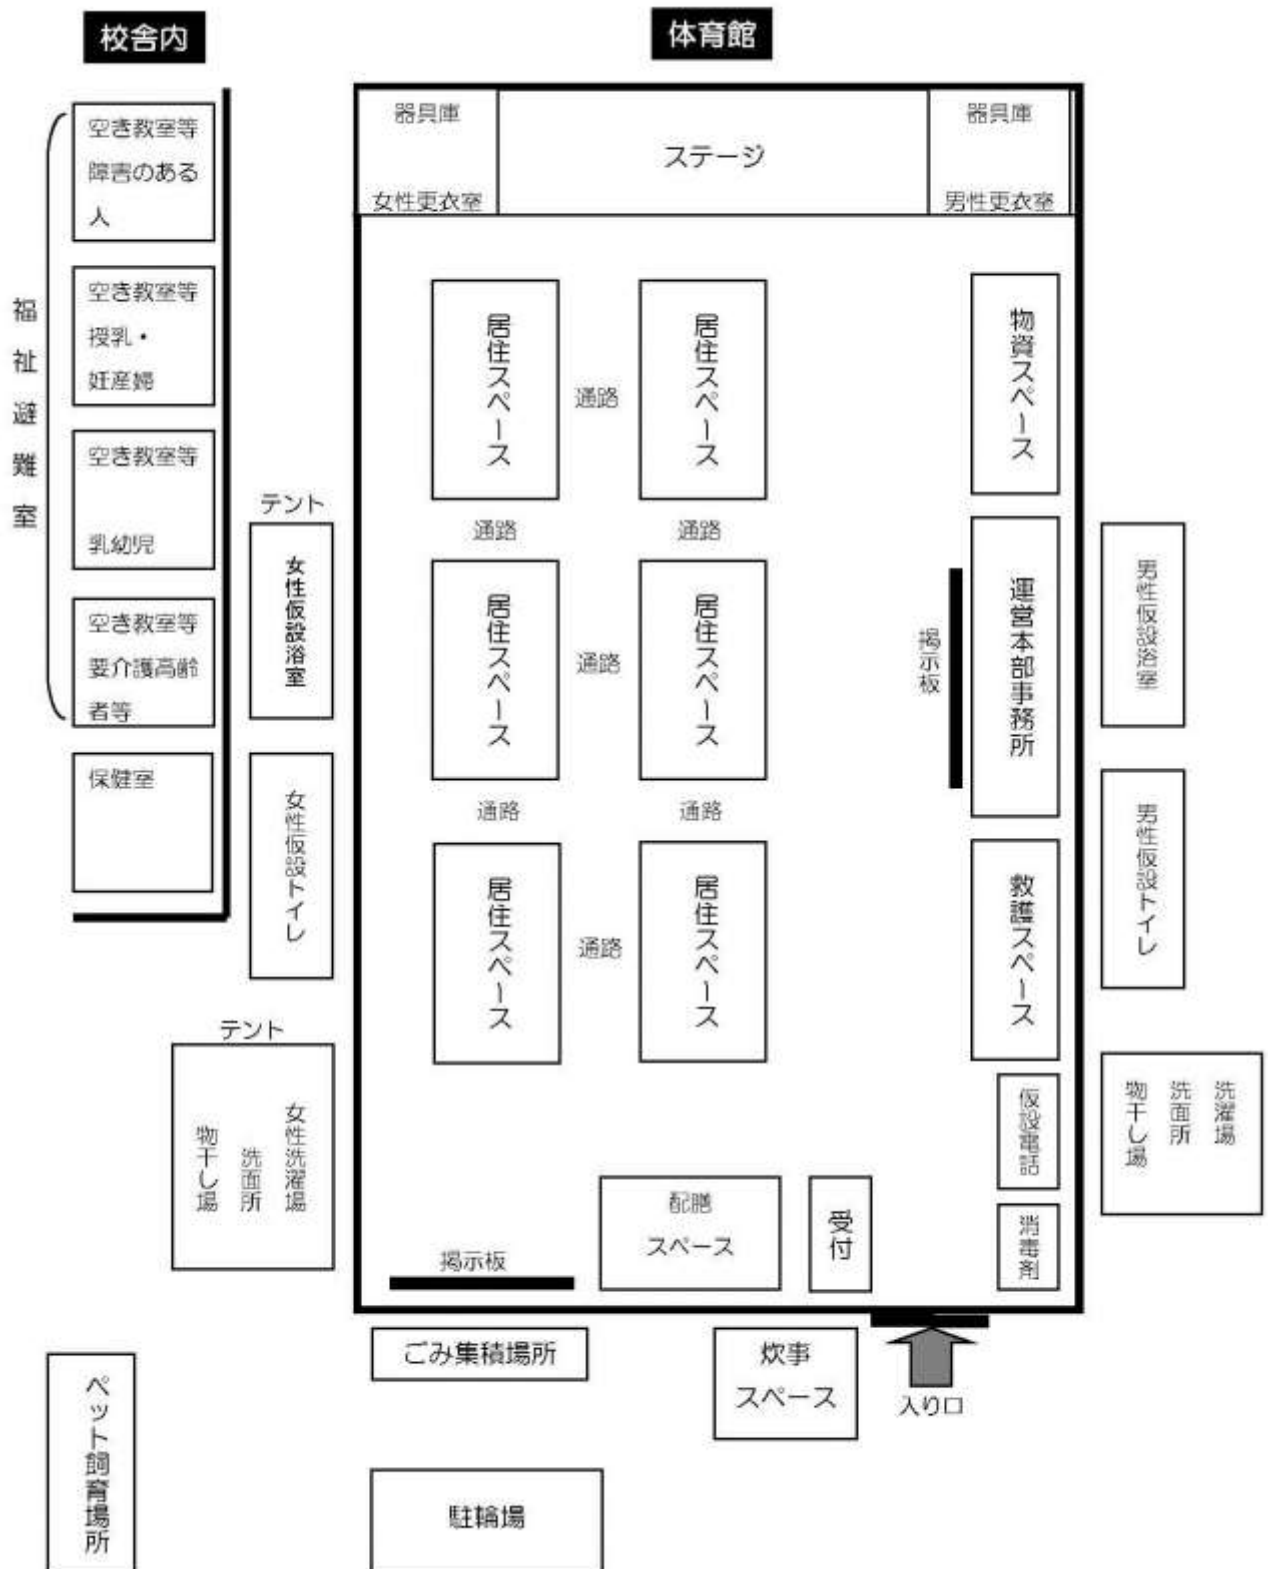 校舎内
体育館
福祉避難室
空き教室等
障害のある
人
空き教室等
授乳・
妊産婦
空き教室等
乳幼児
空き教室等
要介護高齢
者等
保健室
テント
女性仮設浴室
女性仮設トイレ
テント
女性洗濯場
洗面所
物干し場
器具庫
女性更衣室
ステージ
器具庫
男性更衣室
居住スペース
通路
居住スペース
物資スペース
通路
通路
居住スペース
通路
居住スペース
掲示板
運営本部事務所
通路
通路
居住スペース
通路
居住スペース
救護スペース
仮設電話
消毒剤
配膳
スペース
受付
掲示板
男性仮設浴室
男性仮設トイレ
洗濯場
洗面所
物干し場
ごみ集積場所
炊事
スペース
入り口
ペット飼育場所
駐輪場